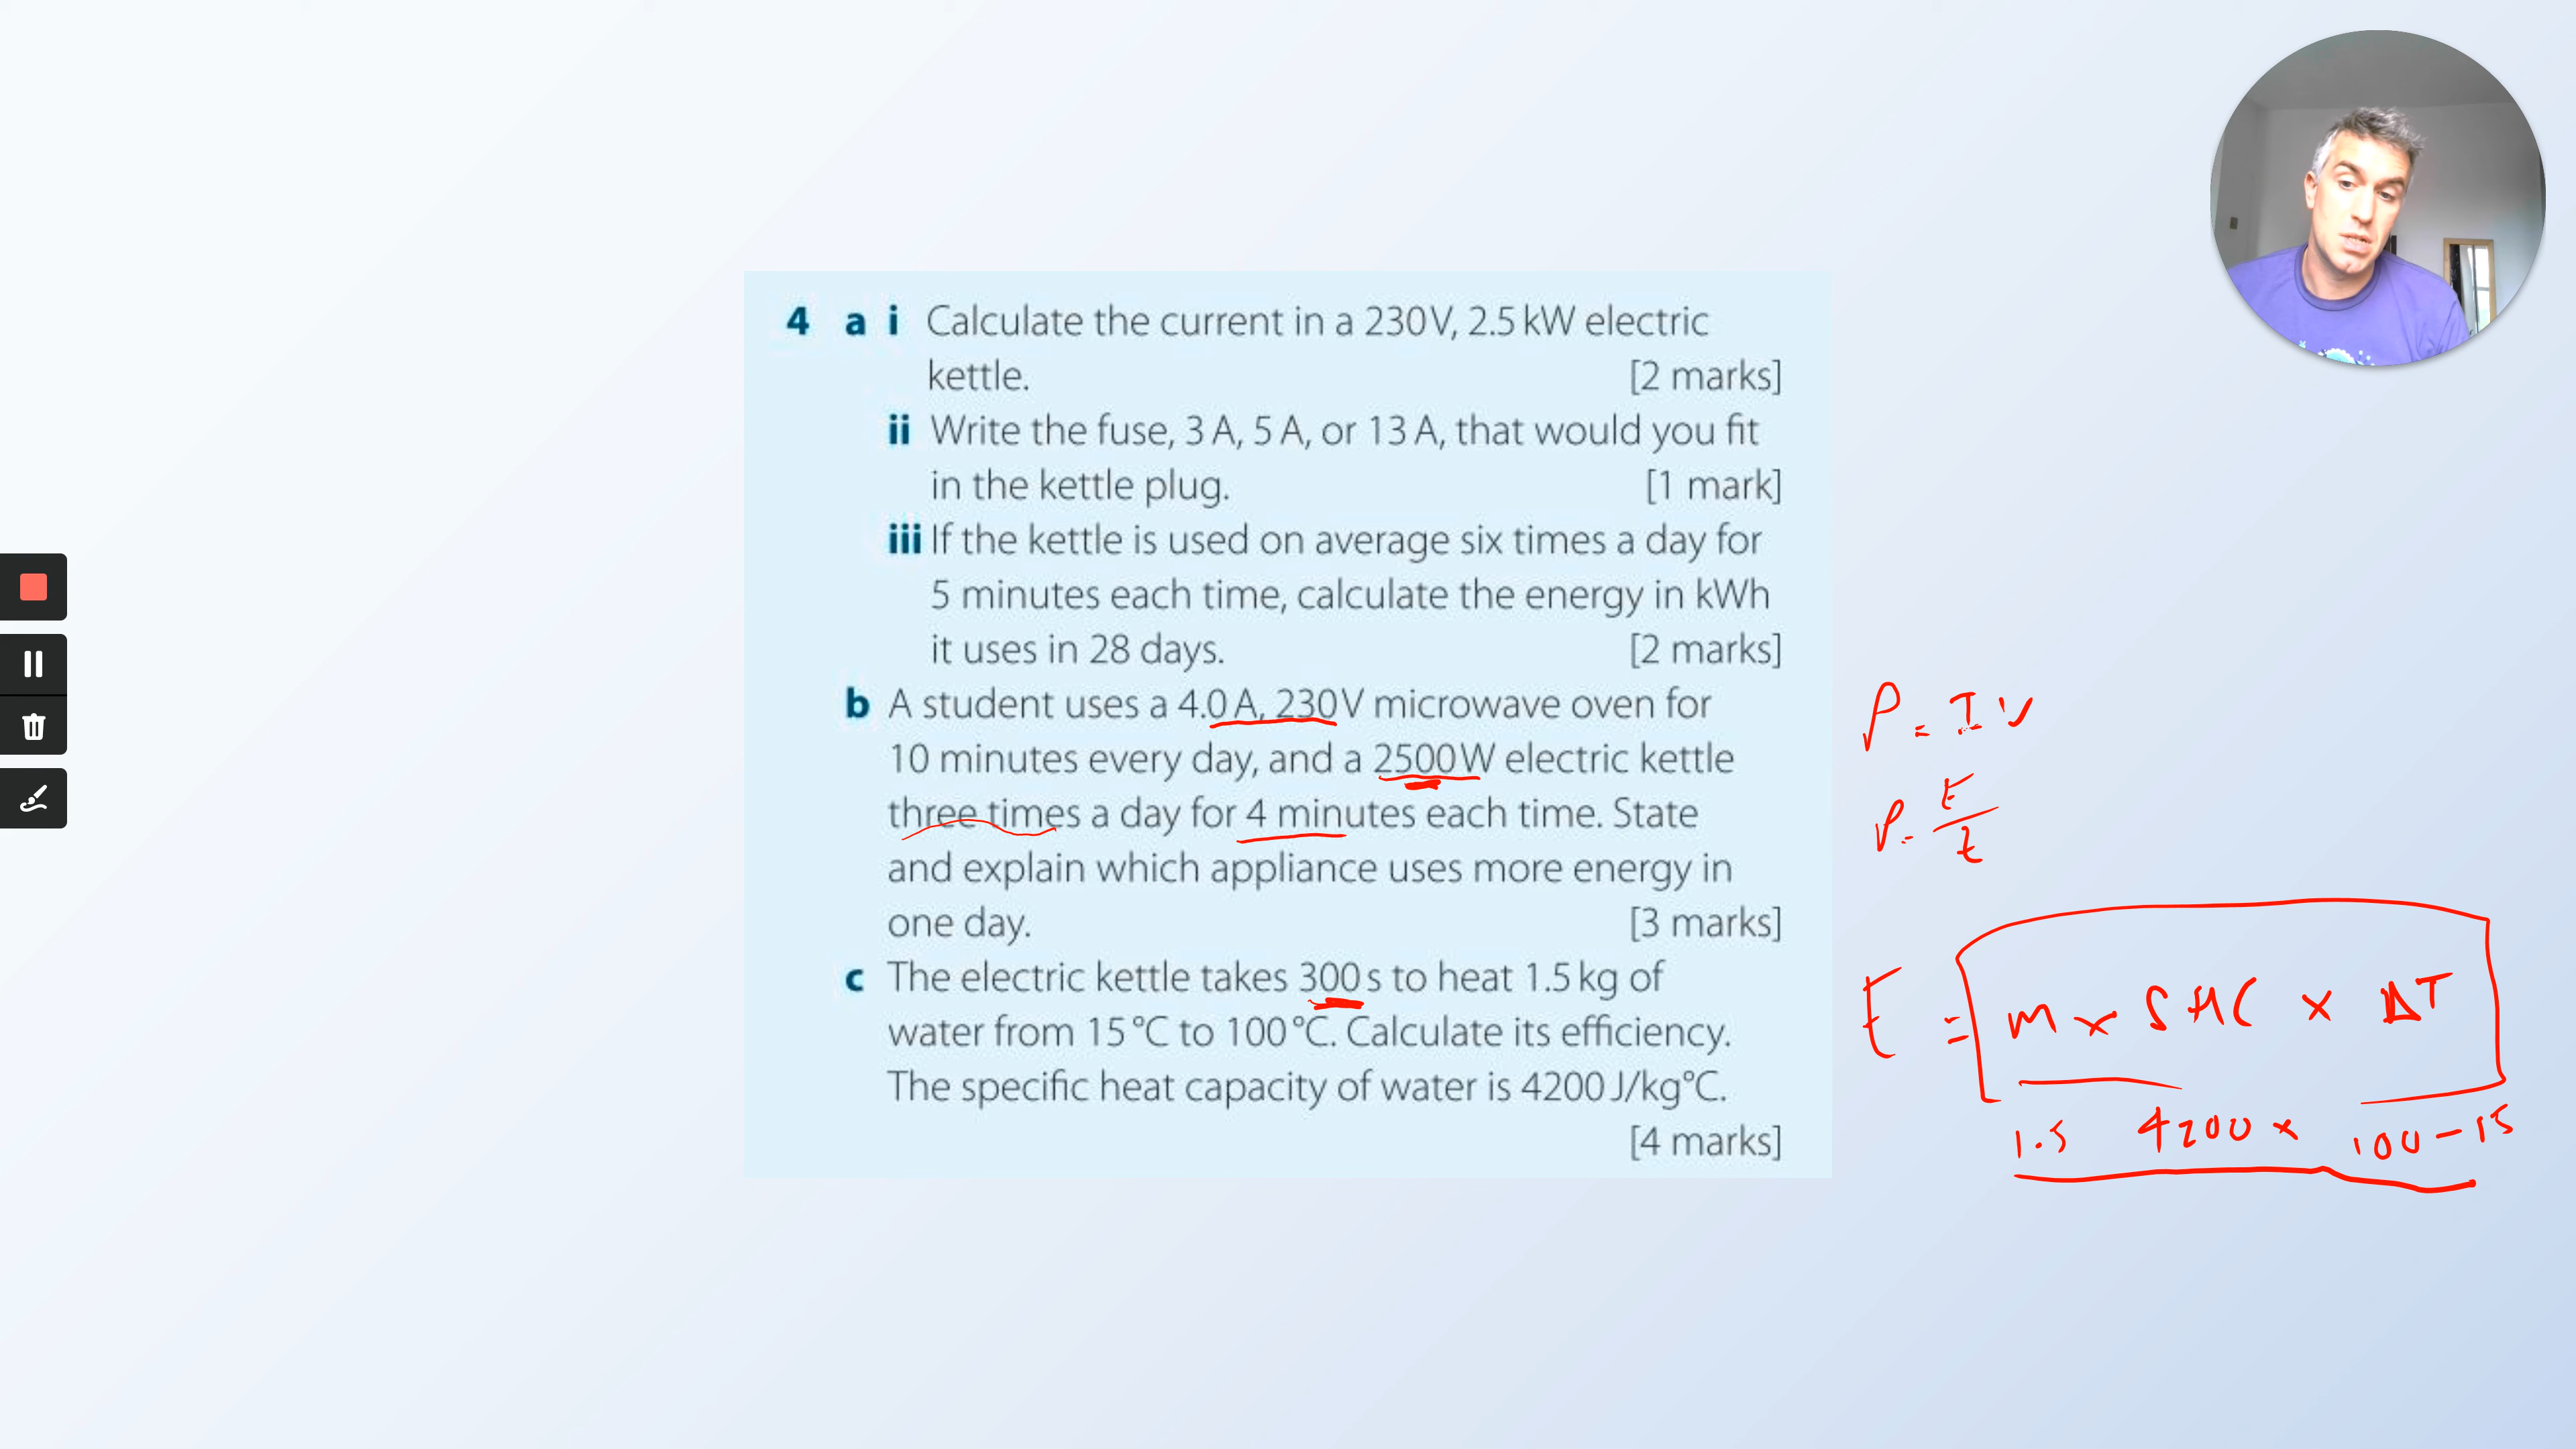 4 a i Calculate the current in a 230 V, 2.5 kW electric
kettle. [2 marks]
ii Write the fuse, 3 A, 5 A, or 13 A, that would you fit
in the kettle plug. [1 mark]
iii If the kettle is used on average six times a day for
5 minutes each time, calculate the energy in kWh
it uses in 28 days. [2 marks]
b A student uses a 4.0 A, 230 V microwave oven for
10 minutes every day, and a 2500 W electric kettle
three times a day for 4 minutes each time. State
and explain which appliance uses more energy in
one day. [3 marks]
c The electric kettle takes 300 s to heat 1.5 kg of
water from 15 °C to 100 °C. Calculate its efficiency.
The specific heat capacity of water is 4200 J/kg°C.
[4 marks]
P = I V
P = E / t
E = m × SHC × ΔT
1.5 4200 × 100 - 15